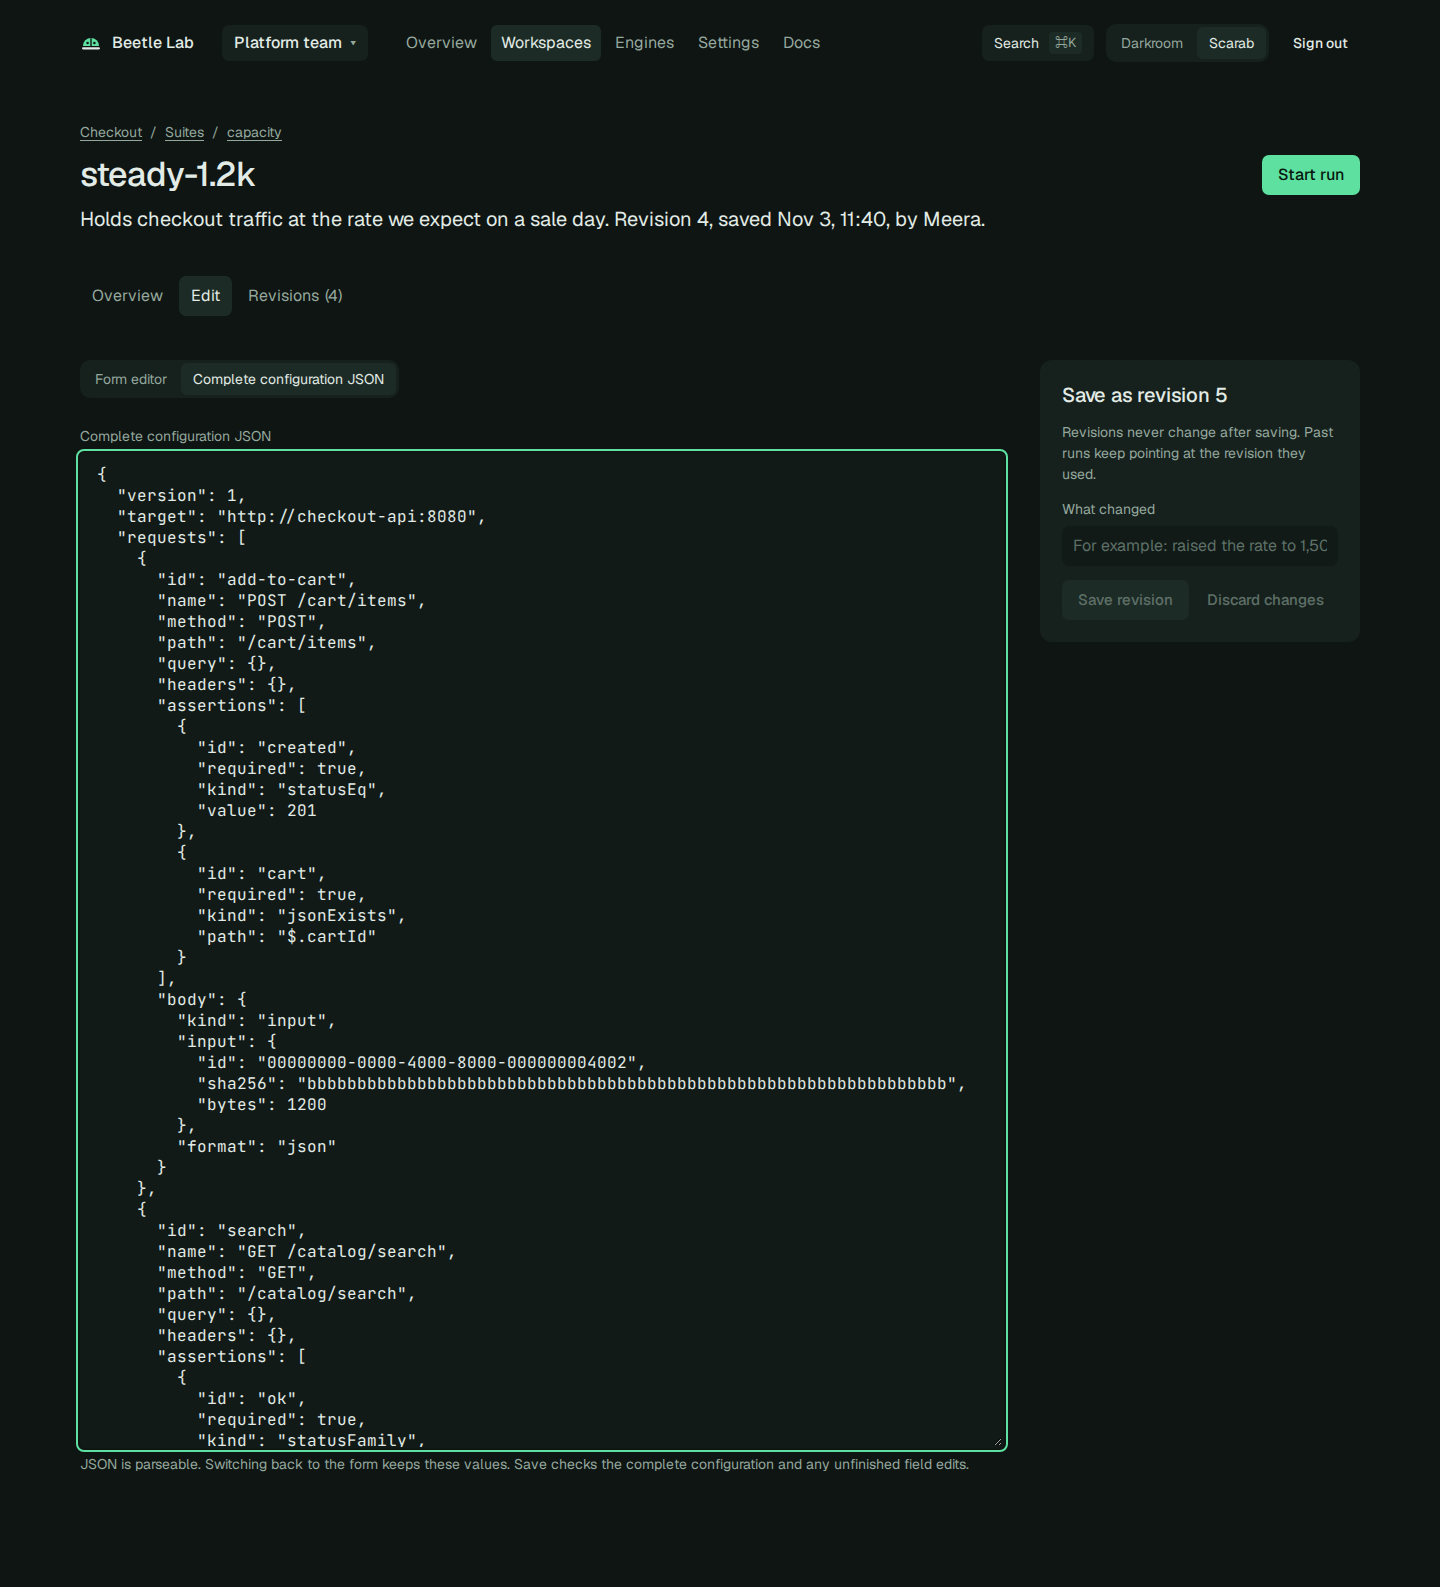 Beetle Lab
Platform team
Overview
Workspaces
Engines
Settings
Docs
Search ⌘K
Darkroom
Scarab
Sign out
Checkout / Suites / capacity
steady-1.2k
Start run
Holds checkout traffic at the rate we expect on a sale day. Revision 4, saved Nov 3, 11:40, by Meera.
Overview
Edit
Revisions (4)
Form editor
Complete configuration JSON
Complete configuration JSON
{
  "version": 1,
  "target": "http://checkout-api:8080",
  "requests": [
    {
      "id": "add-to-cart",
      "name": "POST /cart/items",
      "method": "POST",
      "path": "/cart/items",
      "query": {},
      "headers": {},
      "assertions": [
        {
          "id": "created",
          "required": true,
          "kind": "statusEq",
          "value": 201
        },
        {
          "id": "cart",
          "required": true,
          "kind": "jsonExists",
          "path": "$.cartId"
        }
      ],
      "body": {
        "kind": "input",
        "input": {
          "id": "00000000-0000-4000-8000-000000004002",
          "sha256": "bbbbbbbbbbbbbbbbbbbbbbbbbbbbbbbbbbbbbbbbbbbbbbbbbbbbbbbbbbbbbbbb",
          "bytes": 1200
        },
        "format": "json"
      }
    },
    {
      "id": "search",
      "name": "GET /catalog/search",
      "method": "GET",
      "path": "/catalog/search",
      "query": {},
      "headers": {},
      "assertions": [
        {
          "id": "ok",
          "required": true,
          "kind": "statusFamily",
JSON is parseable. Switching back to the form keeps these values. Save checks the complete configuration and any unfinished field edits.
Save as revision 5
Revisions never change after saving. Past
runs keep pointing at the revision they
used.
What changed
For example: raised the rate to 1,50
Save revision
Discard changes